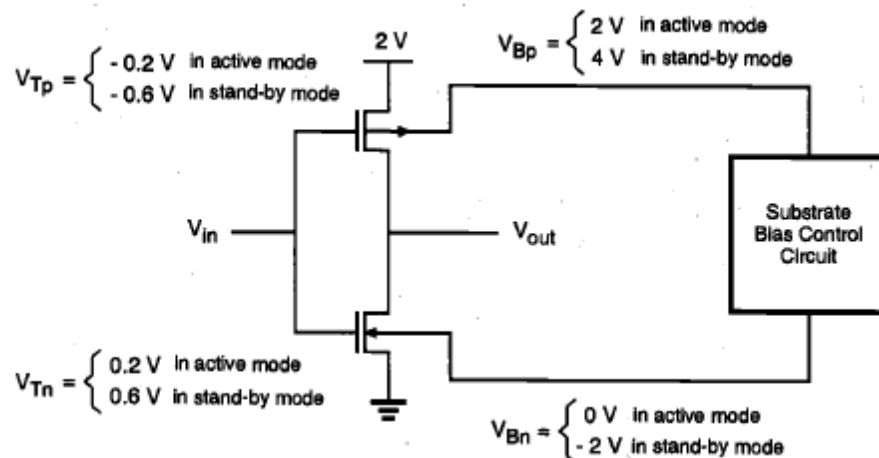 2 V
V_Tp = { - 0.2 V in active mode
- 0.6 V in stand-by mode
V_Bp = { 2 V in active mode
4 V in stand-by mode
V_in
V_out
Substrate
Bias Control
Circuit
V_Tn = { 0.2 V in active mode
0.6 V in stand-by mode
V_Bn = { 0 V in active mode
- 2 V in stand-by mode